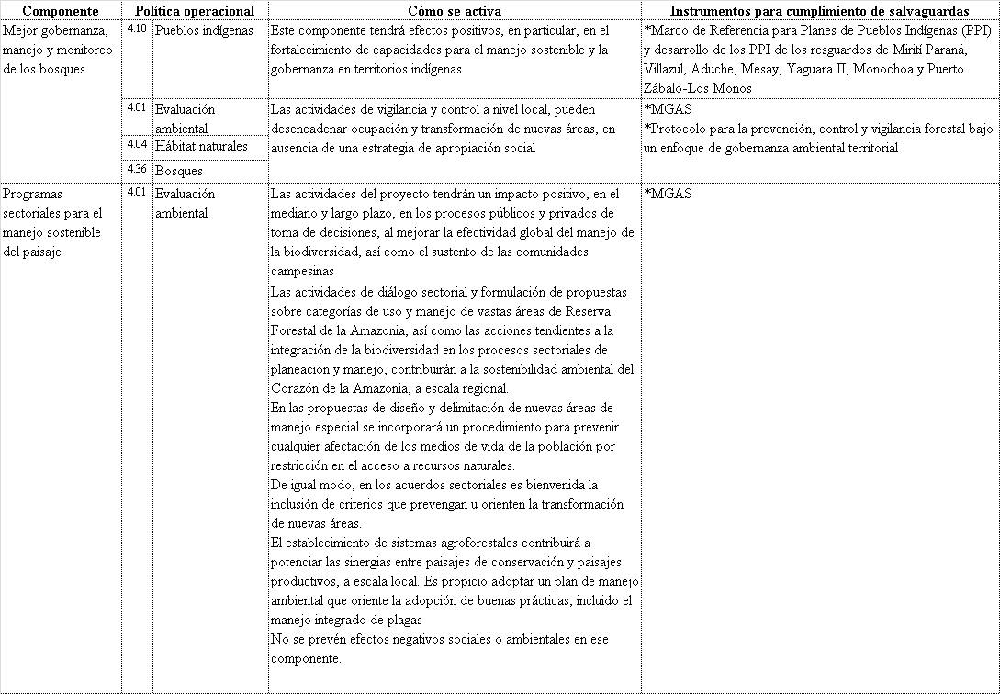 Componente Política operacional Cómo se activa Instrumentos para cumplimiento de salvaguardas
Mejor gobernanza,
manejo y monitoreo
de los bosques
4.10 Pueblos indígenas
Este componente tendrá efectos positivos, en particular, en el
fortalecimiento de capacidades para el manejo sostenible y la
gobernanza en territorios indígenas
*Marco de Referencia para Planes de Pueblos Indígenas (PPI)
y desarrollo de los PPI de los resguardos de Mirití Paraná,
Villazul, Aduche, Mesay, Yaguara II, Monochoa y Puerto
Zábalo-Los Monos
4.01 Evaluación
ambiental
4.04 Hábitat naturales
4.36 Bosques
Las actividades de vigilancia y control a nivel local, pueden
desencadenar ocupación y transformación de nuevas áreas, en
ausencia de una estrategia de apropiación social
*MGAS
*Protocolo para la prevención, control y vigilancia forestal bajo
un enfoque de gobernanza ambiental territorial
Programas
sectoriales para el
manejo sostenible
del paisaje
4.01 Evaluación
ambiental
Las actividades del proyecto tendrán un impacto positivo, en el
mediano y largo plazo, en los procesos públicos y privados de
toma de decisiones, al mejorar la efectividad global del manejo de
la biodiversidad, así como el sustento de las comunidades
campesinas
Las actividades de diálogo sectorial y formulación de propuestas
sobre categorías de uso y manejo de vastas áreas de Reserva
Forestal de la Amazonia, así como las acciones tendientes a la
integración de la biodiversidad en los procesos sectoriales de
planeación y manejo, contribuirán a la sostenibilidad ambiental del
Corazón de la Amazonia, a escala regional.
En las propuestas de diseño y delimitación de nuevas áreas de
manejo especial se incorporará un procedimiento para prevenir
cualquier afectación de los medios de vida de la población por
restricción en el acceso a recursos naturales.
De igual modo, en los acuerdos sectoriales es bienvenida la
inclusión de criterios que prevengan u orienten la transformación
de nuevas áreas.
El establecimiento de sistemas agroforestales contribuirá a
potenciar las sinergias entre paisajes de conservación y paisajes
productivos, a escala local. Es propicio adoptar un plan de manejo
ambiental que oriente la adopción de buenas prácticas, incluido el
manejo integrado de plagas
No se prevén efectos negativos sociales o ambientales en ese
componente.
*MGAS